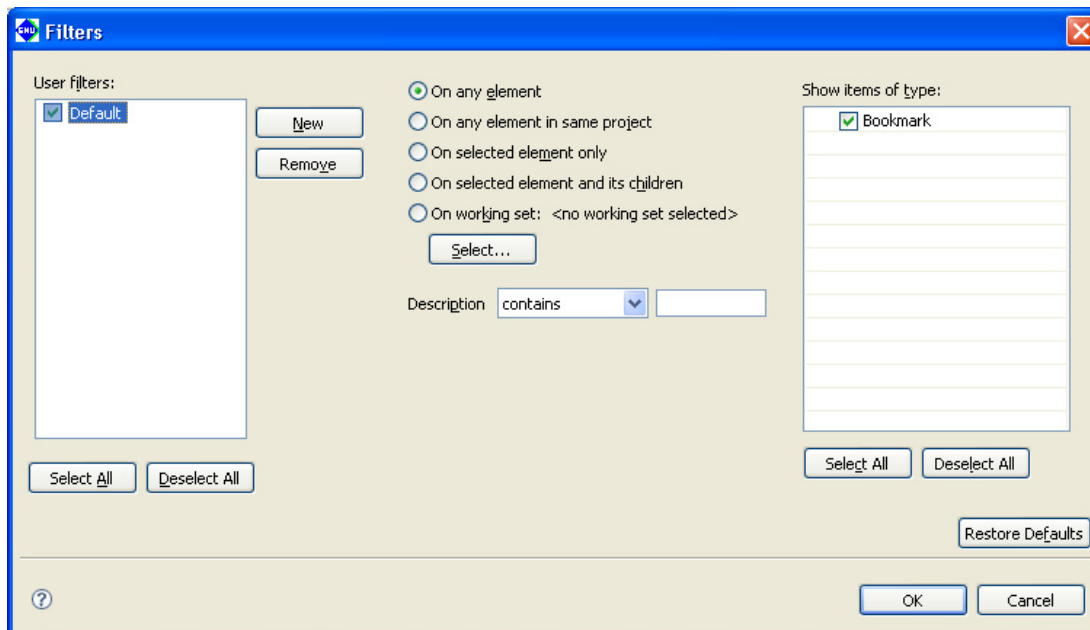 GNU Filters
User filters:
Default
New
Remove
Select All
Deselect All
On any element
On any element in same project
On selected element only
On selected element and its children
On working set: <no working set selected>
Select...
Description contains
Show items of type:
Bookmark
Select All
Deselect All
Restore Defaults
?
OK
Cancel